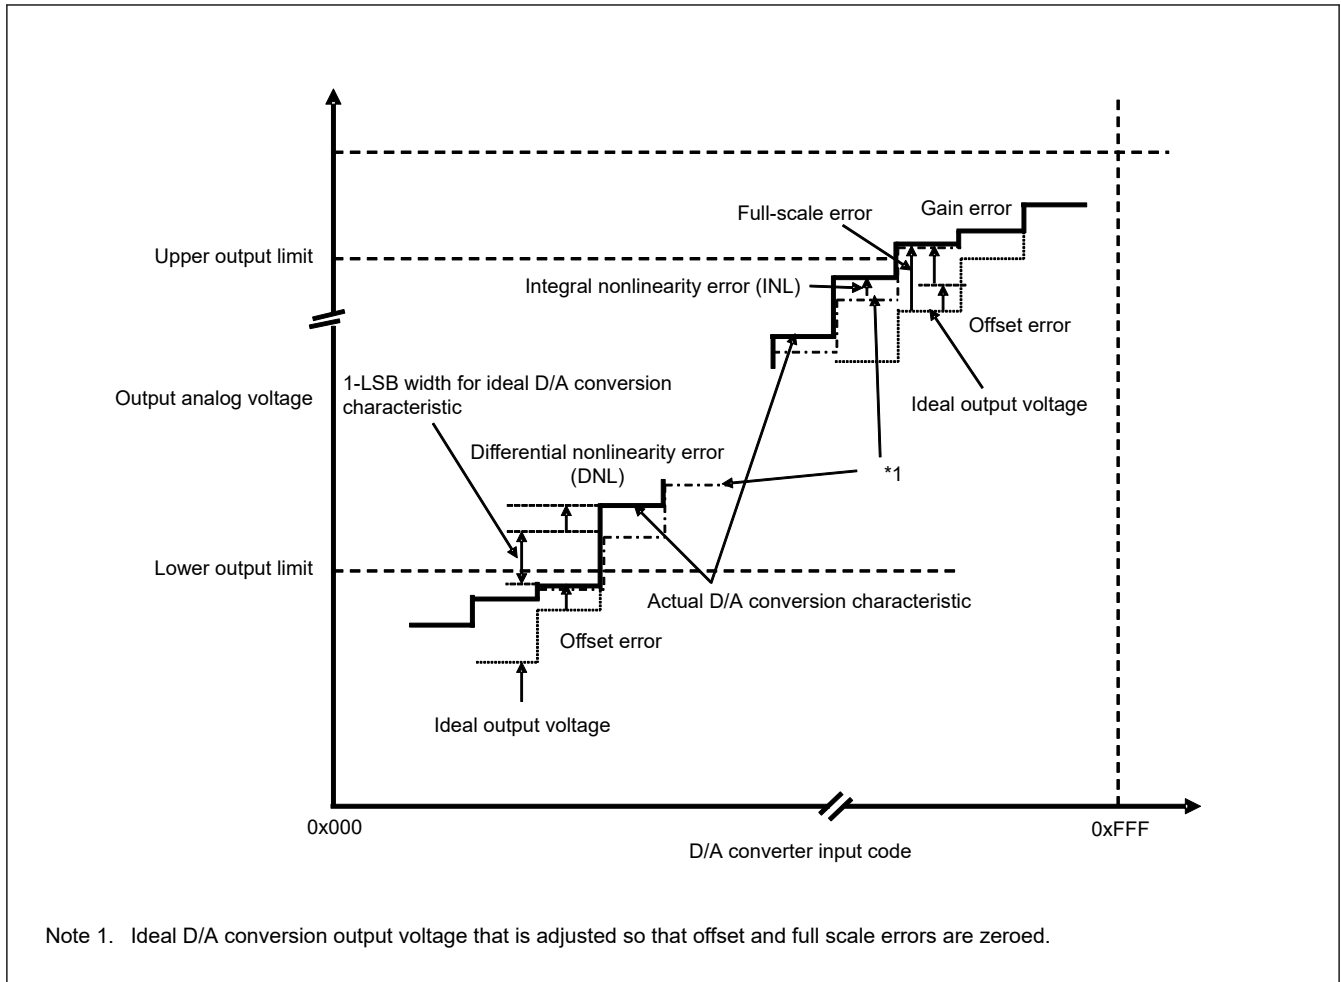 Full-scale error
Gain error
Upper output limit
Integral nonlinearity error (INL)
Offset error
1-LSB width for ideal D/A conversion
characteristic
Output analog voltage
Ideal output voltage
Differential nonlinearity error
(DNL)
*1
Lower output limit
Actual D/A conversion characteristic
Offset error
Ideal output voltage
0x000
0xFFF
D/A converter input code
Note 1. Ideal D/A conversion output voltage that is adjusted so that offset and full scale errors are zeroed.